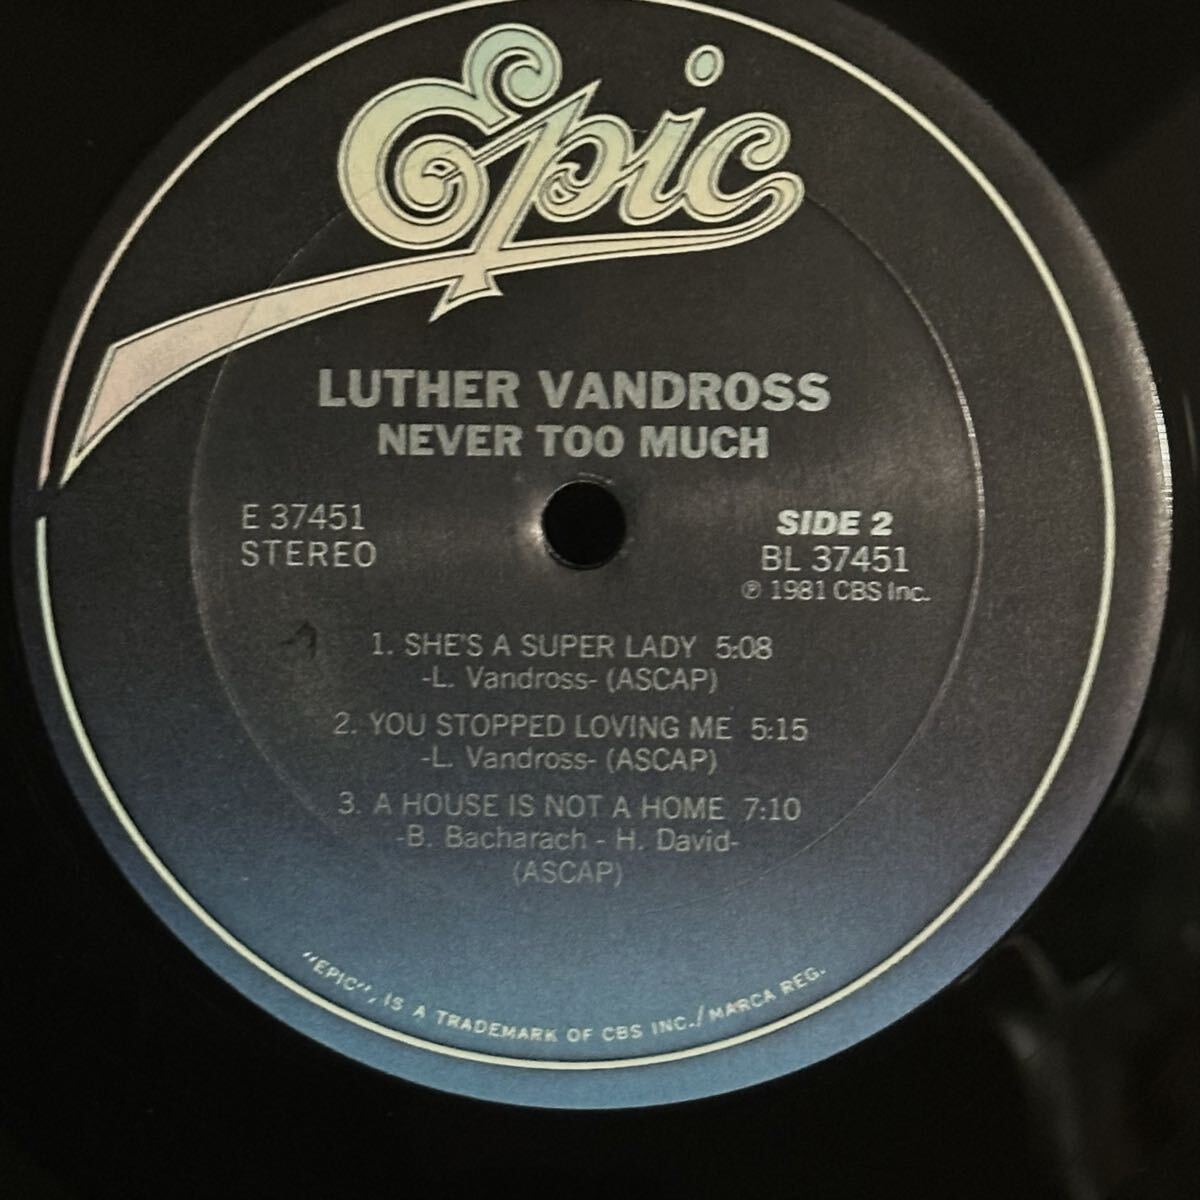 Epic
LUTHER VANDROSS
NEVER TOO MUCH
E 37451
STEREO
SIDE 2
BL 37451
℗ 1981 CBS Inc.
1. SHE'S A SUPER LADY 5:08
-L. Vandross- (ASCAP)
2. YOU STOPPED LOVING ME 5:15
-L. Vandross- (ASCAP)
3. A HOUSE IS NOT A HOME 7:10
-B. Bacharach - H. David-
(ASCAP)
"EPIC", IS A TRADEMARK OF CBS INC./MARCA REG.